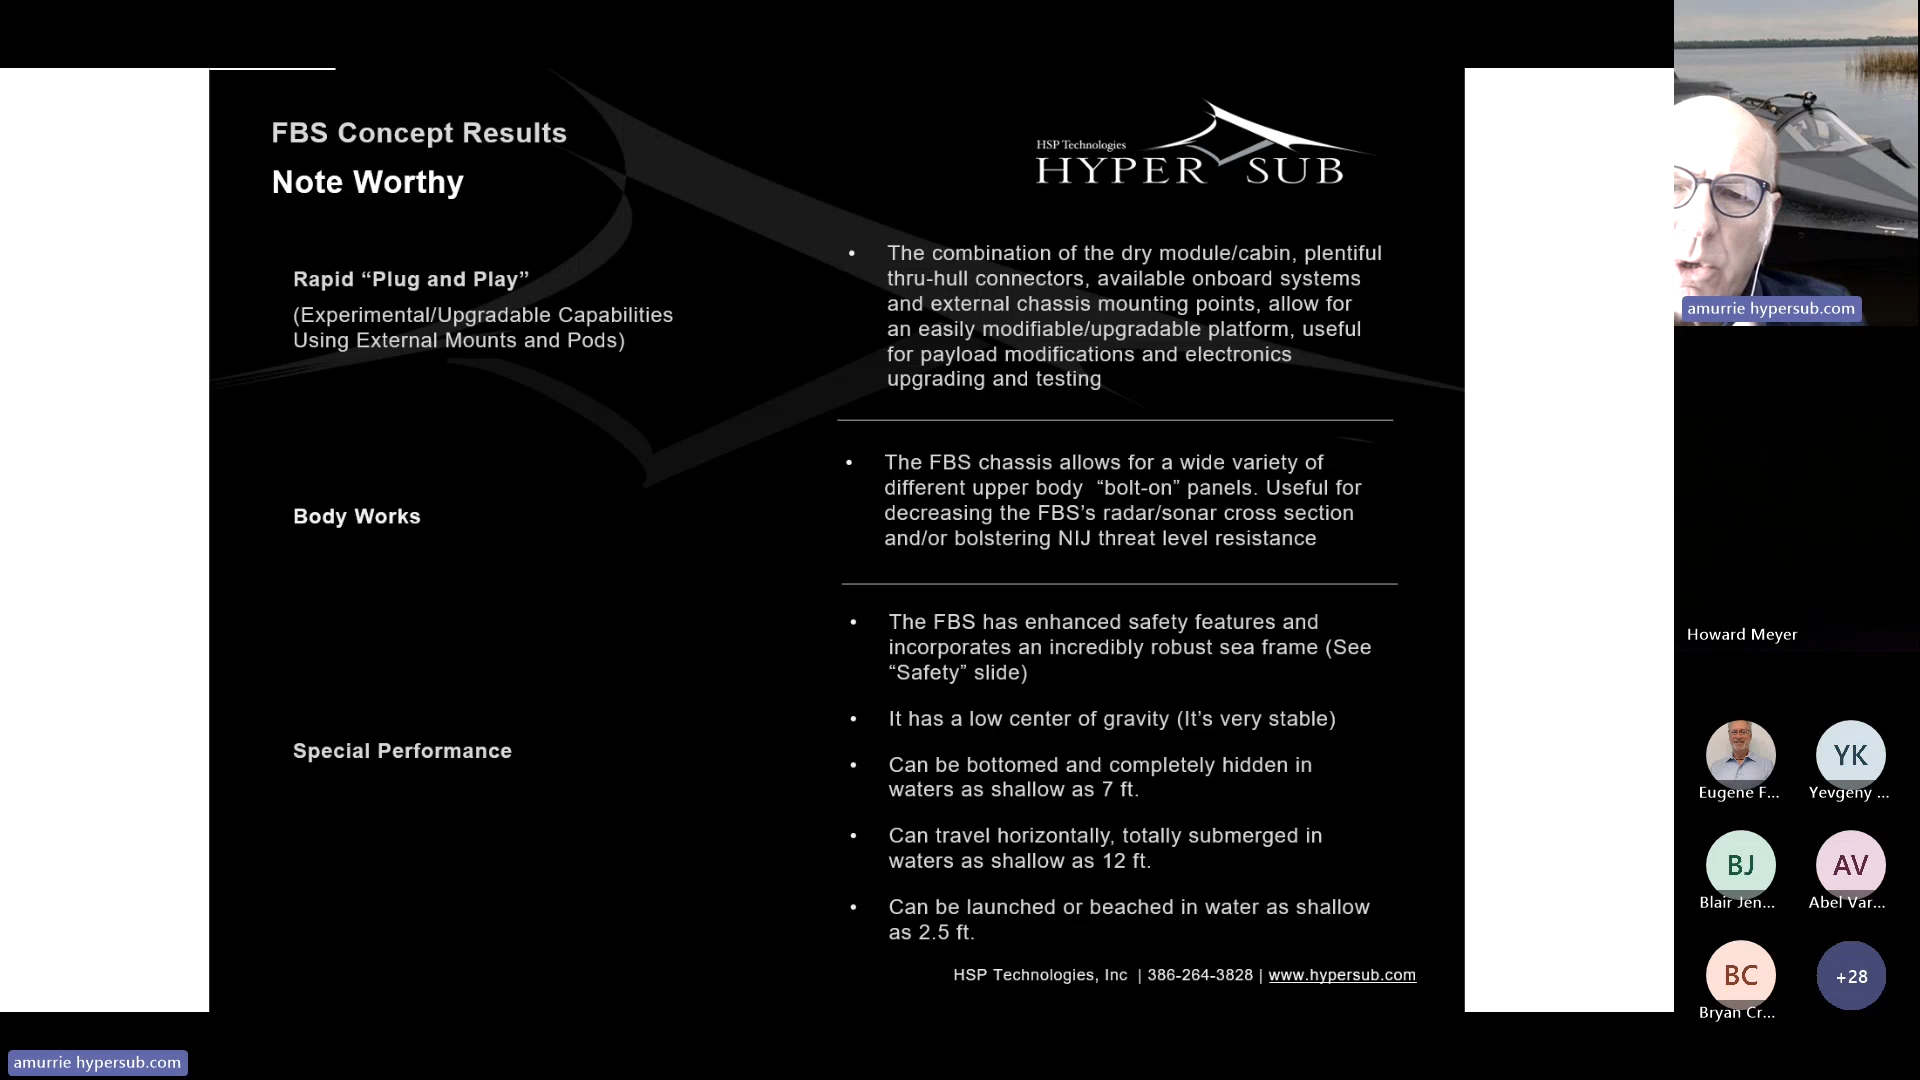 FBS Concept Results
Note Worthy
HSP Technologies
HYPER SUB
Rapid “Plug and Play”
(Experimental/Upgradable Capabilities
Using External Mounts and Pods)
• The combination of the dry module/cabin, plentiful
thru-hull connectors, available onboard systems
and external chassis mounting points, allow for
an easily modifiable/upgradable platform, useful
for payload modifications and electronics
upgrading and testing
Body Works
• The FBS chassis allows for a wide variety of
different upper body “bolt-on” panels. Useful for
decreasing the FBS’s radar/sonar cross section
and/or bolstering NIJ threat level resistance
Special Performance
• The FBS has enhanced safety features and
incorporates an incredibly robust sea frame (See
“Safety” slide)
• It has a low center of gravity (It’s very stable)
• Can be bottomed and completely hidden in
waters as shallow as 7 ft.
• Can travel horizontally, totally submerged in
waters as shallow as 12 ft.
• Can be launched or beached in water as shallow
as 2.5 ft.
HSP Technologies, Inc | 386-264-3828 | www.hypersub.com
amurrie hypersub.com
Howard Meyer
Eugene F...
YK
Yevgeny ...
BJ
Blair Jen...
AV
Abel Var...
BC
Bryan Cr...
+28
amurrie hypersub.com